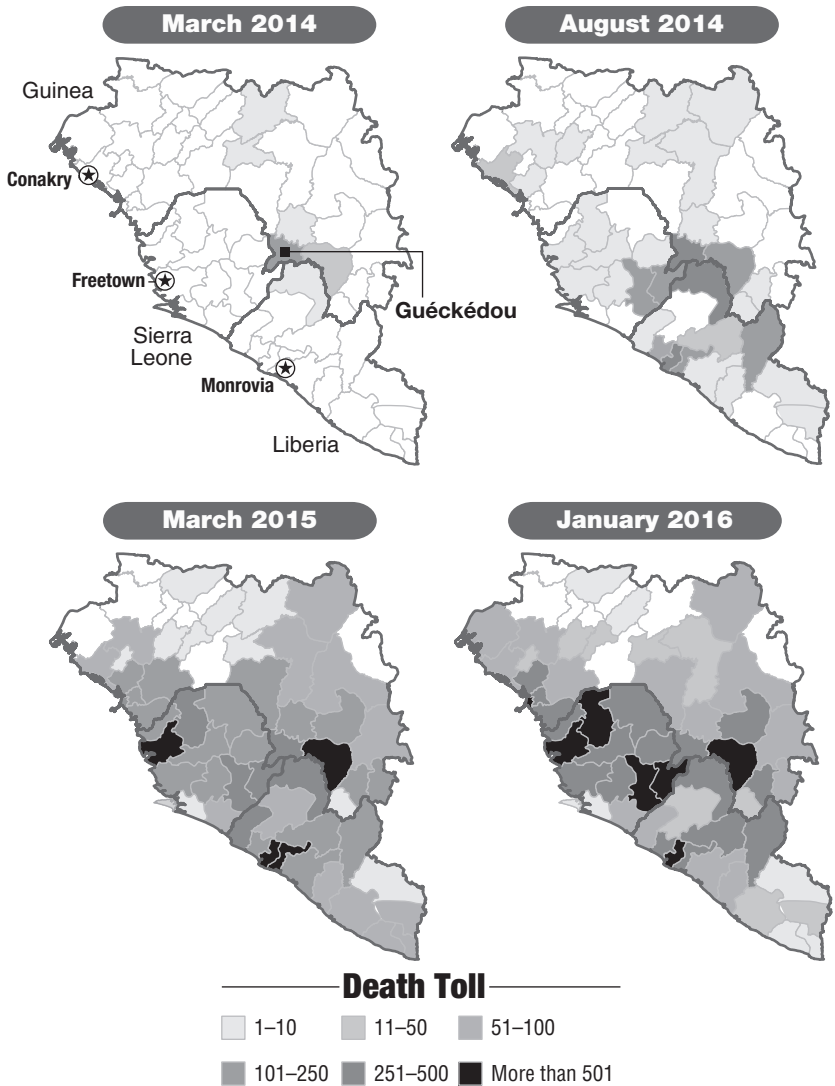 March 2014
August 2014
Guinea
Conakry
Freetown
Guéckédou
Sierra
Leone
Monrovia
Liberia
March 2015
January 2016
Death Toll
1–10
11–50
51–100
101–250
251–500
More than 501